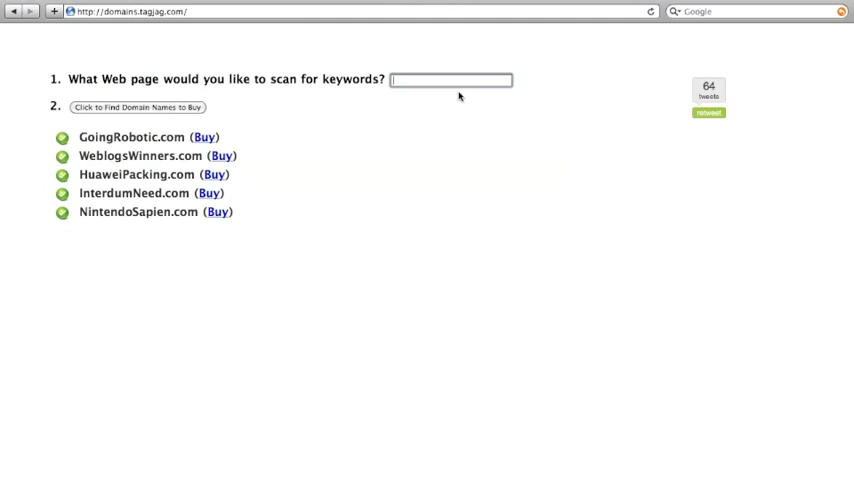 http://domains.tagjag.com/
Google
1. What Web page would you like to scan for keywords?
64
tweets
retweet
2. Click to Find Domain Names to Buy
GoingRobotic.com (Buy)
WeblogsWinners.com (Buy)
HuaweiPacking.com (Buy)
InterdumNeed.com (Buy)
NintendoSapien.com (Buy)